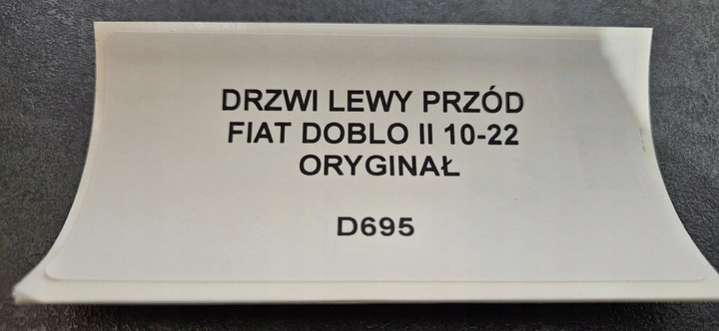 DRZWI LEWY PRZÓD
FIAT DOBLO II 10-22
ORYGINAŁ
D695